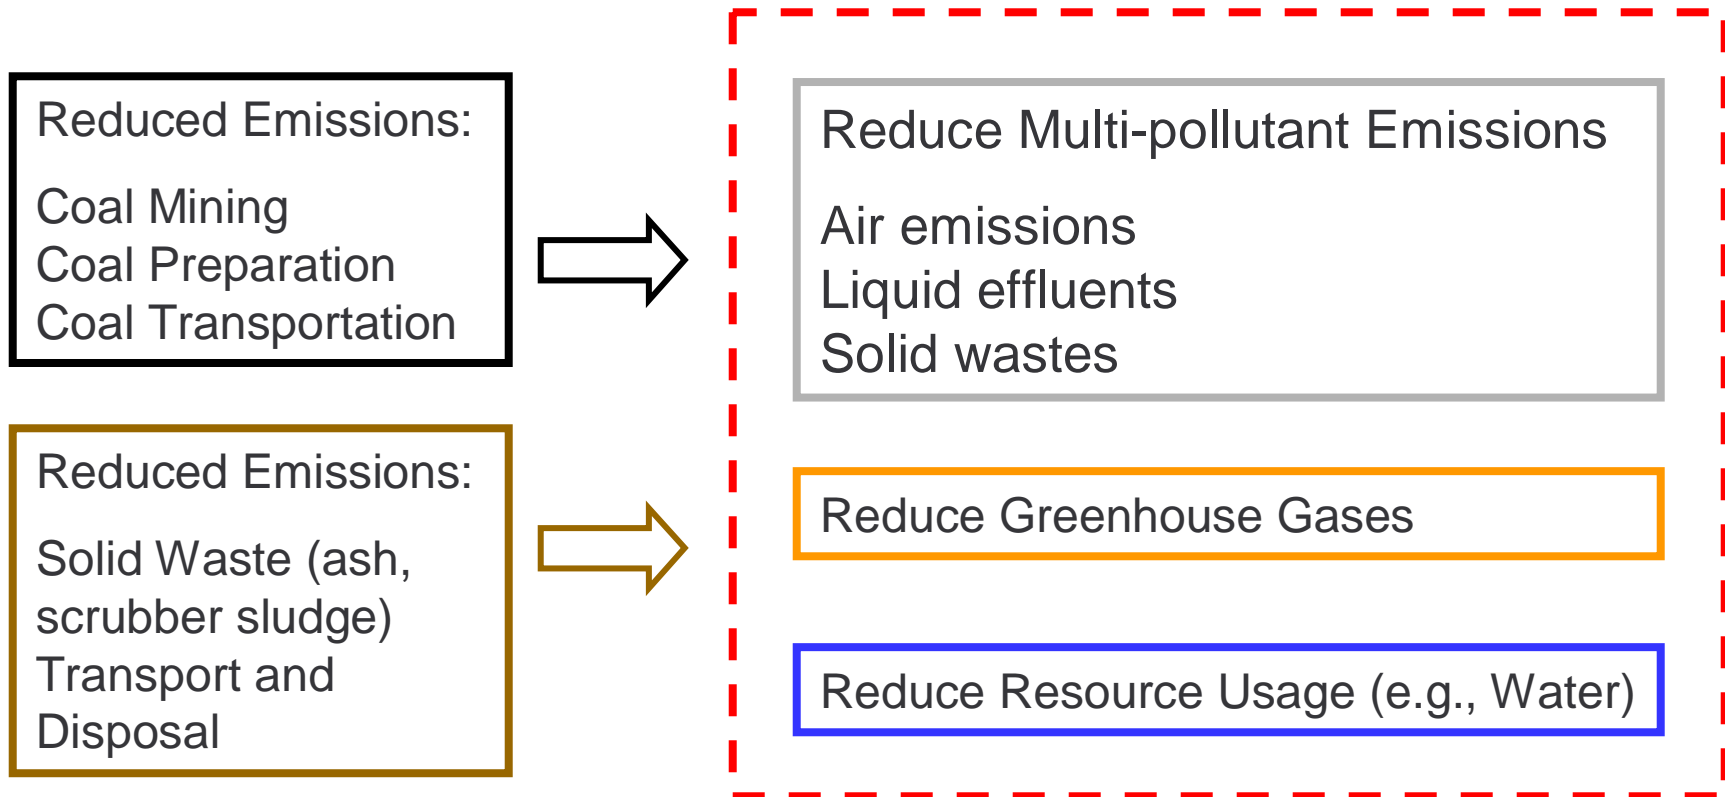 Reduced Emissions:
Coal Mining
Coal Preparation
Coal Transportation
Reduced Emissions:
Solid Waste (ash,
scrubber sludge)
Transport and
Disposal
Reduce Multi-pollutant Emissions
Air emissions
Liquid effluents
Solid wastes
Reduce Greenhouse Gases
Reduce Resource Usage (e.g., Water)